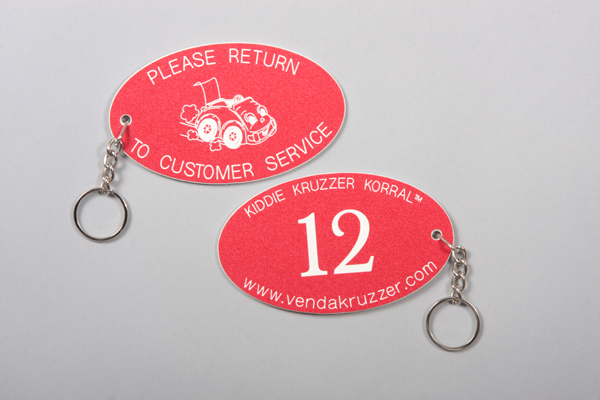 PLEASE RETURN
TO CUSTOMER SERVICE
KIDDIE KRUZZER KORRAL™
12
www.vendakruzzer.com